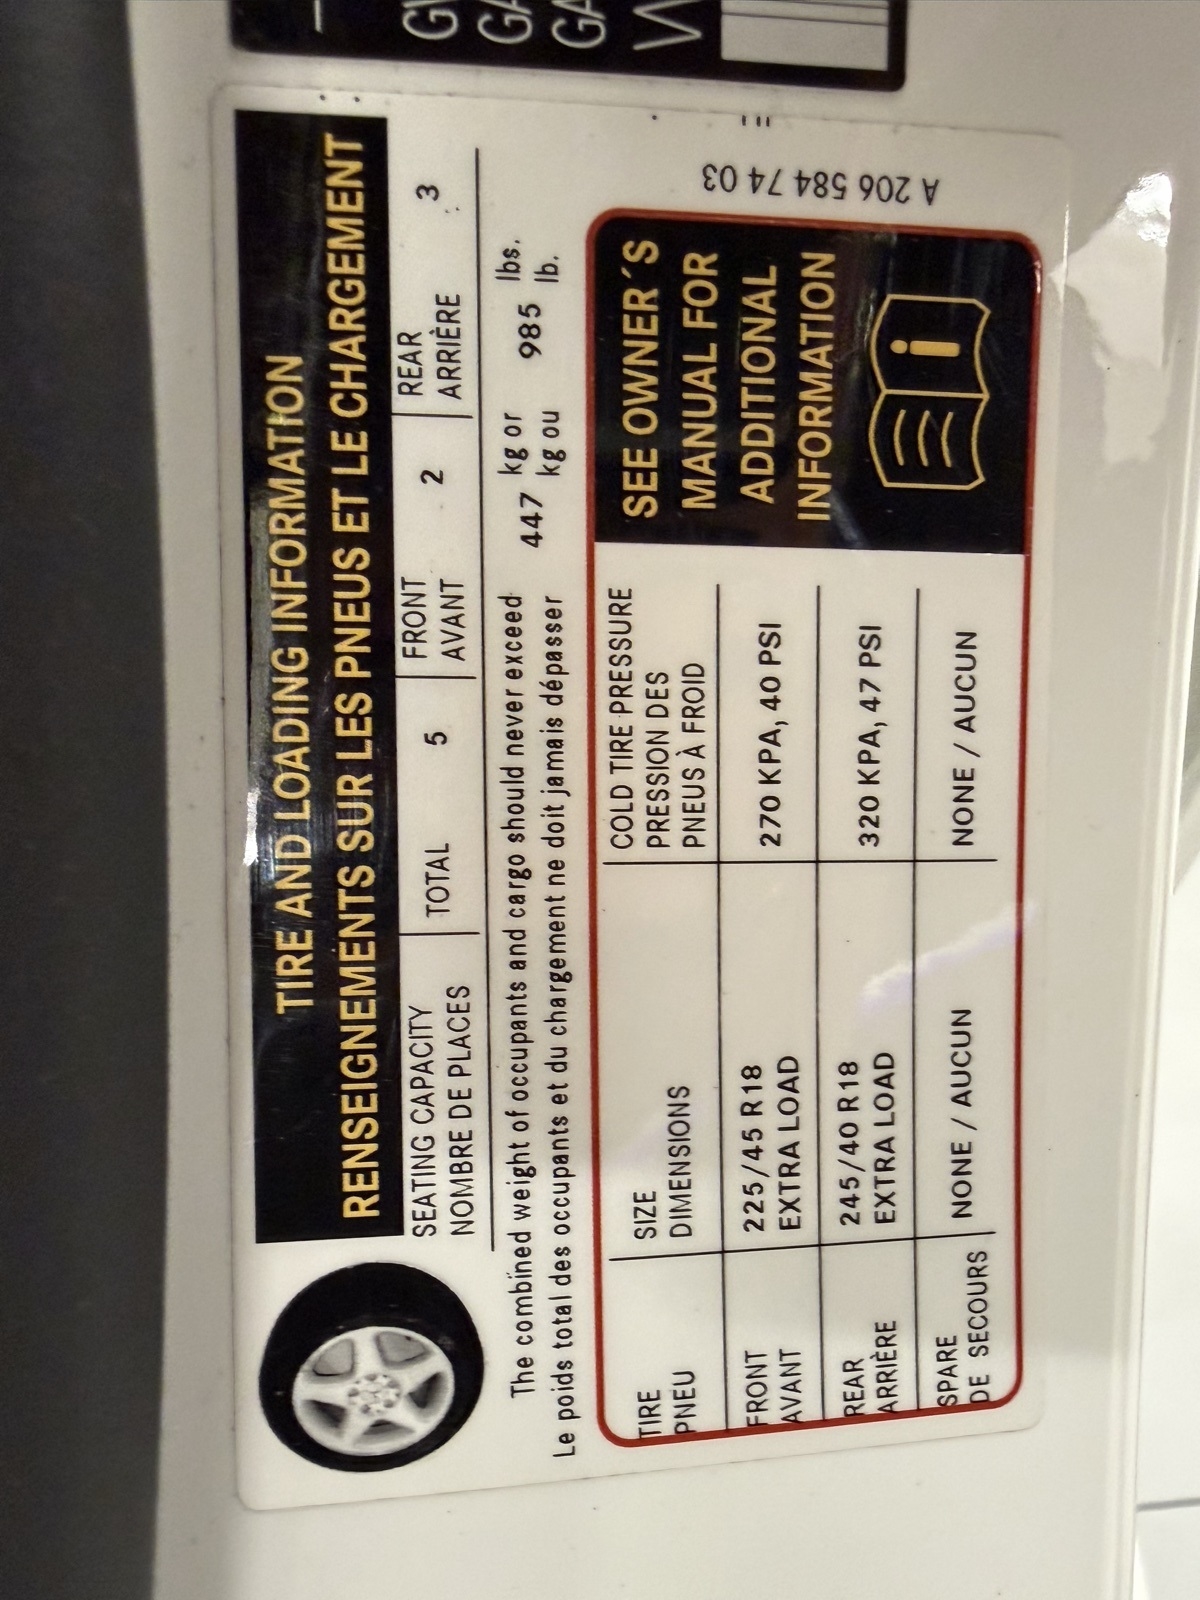 TIRE AND LOADING INFORMATION
RENSEIGNEMENTS SUR LES PNEUS ET LE CHARGEMENT
SEATING CAPACITY
NOMBRE DE PLACES
TOTAL 5
FRONT
AVANT
2
REAR
ARRIÈRE
3
The combined weight of occupants and cargo should never exceed 447 kg or 985 lbs.
Le poids total des occupants et du chargement ne doit jamais dépasser kg ou lb.
TIRE
PNEU
SIZE
DIMENSIONS
COLD TIRE PRESSURE
PRESSION DES
PNEUS À FROID
FRONT
AVANT
225/45 R18
EXTRA LOAD
270 KPA, 40 PSI
REAR
ARRIÈRE
245/40 R18
EXTRA LOAD
320 KPA, 47 PSI
SPARE
DE SECOURS
NONE / AUCUN
NONE / AUCUN
SEE OWNER´S
MANUAL FOR
ADDITIONAL
INFORMATION
A 206 584 74 03